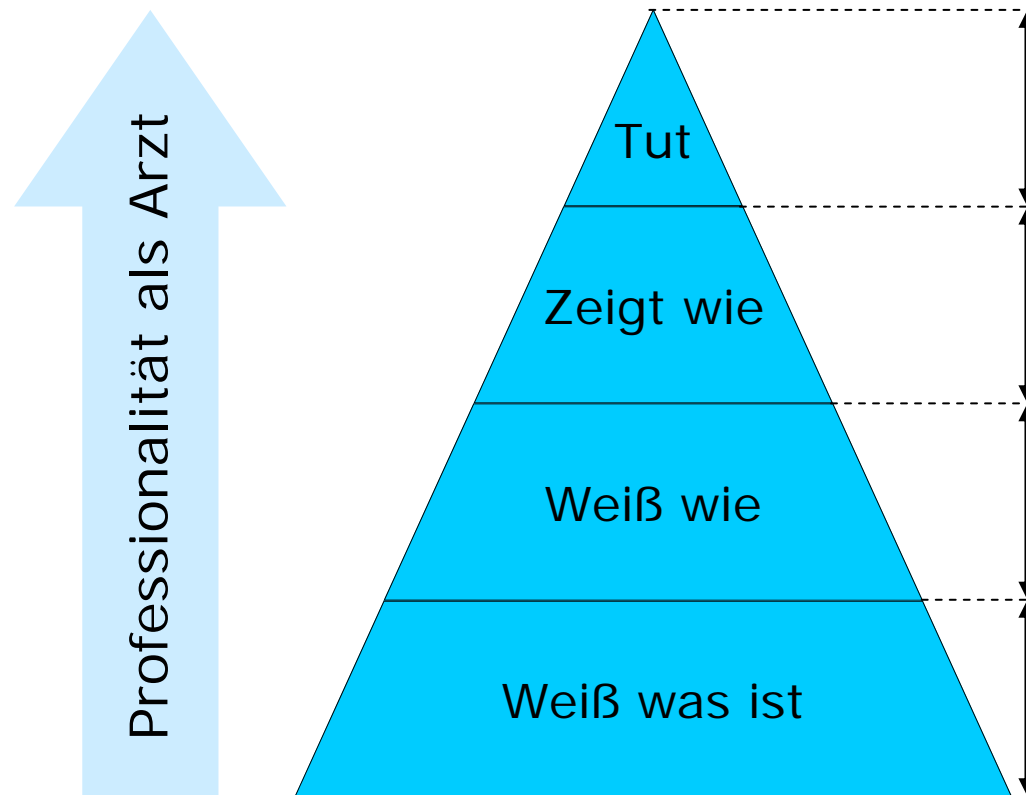 Professionalität als Arzt
Tut
Zeigt wie
Weiß wie
Weiß was ist